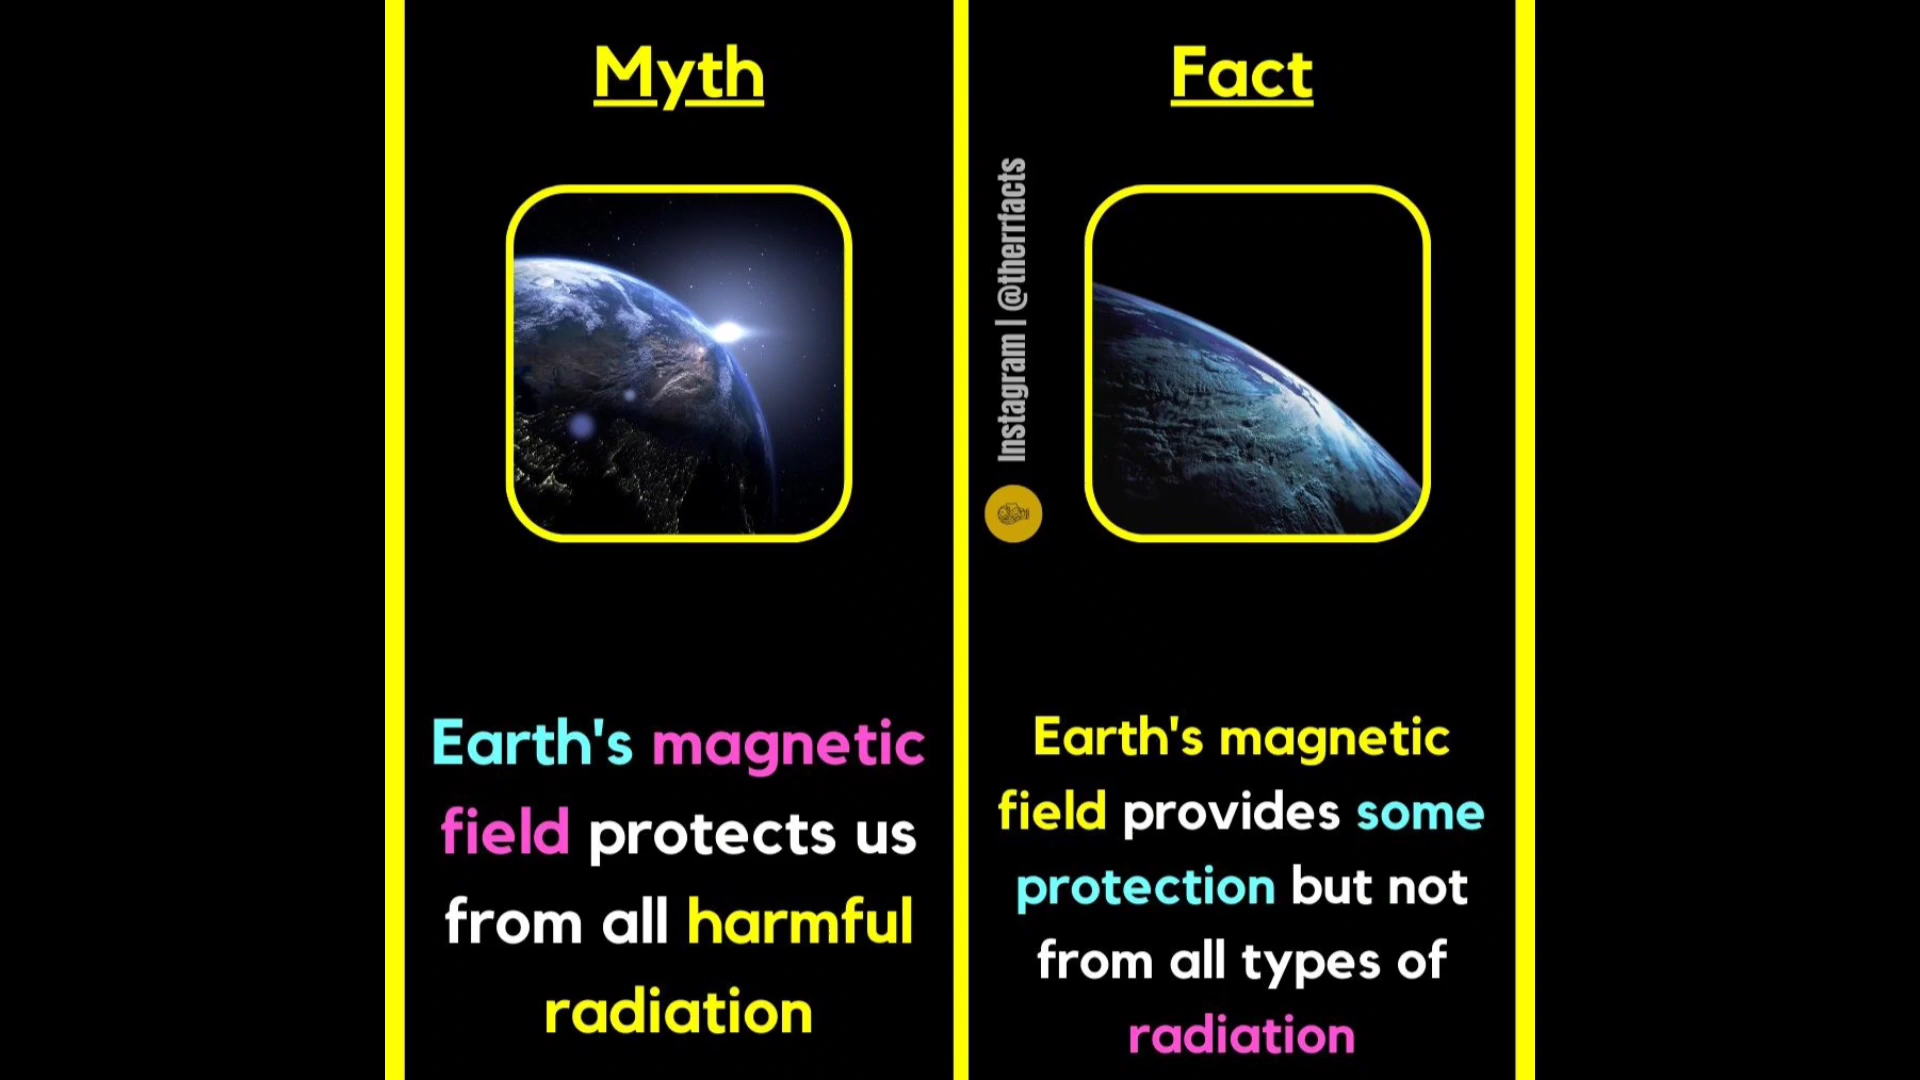 Myth
Earth's magnetic
field protects us
from all harmful
radiation
Fact
Instagram | @therrfacts
Earth's magnetic
field provides some
protection but not
from all types of
radiation